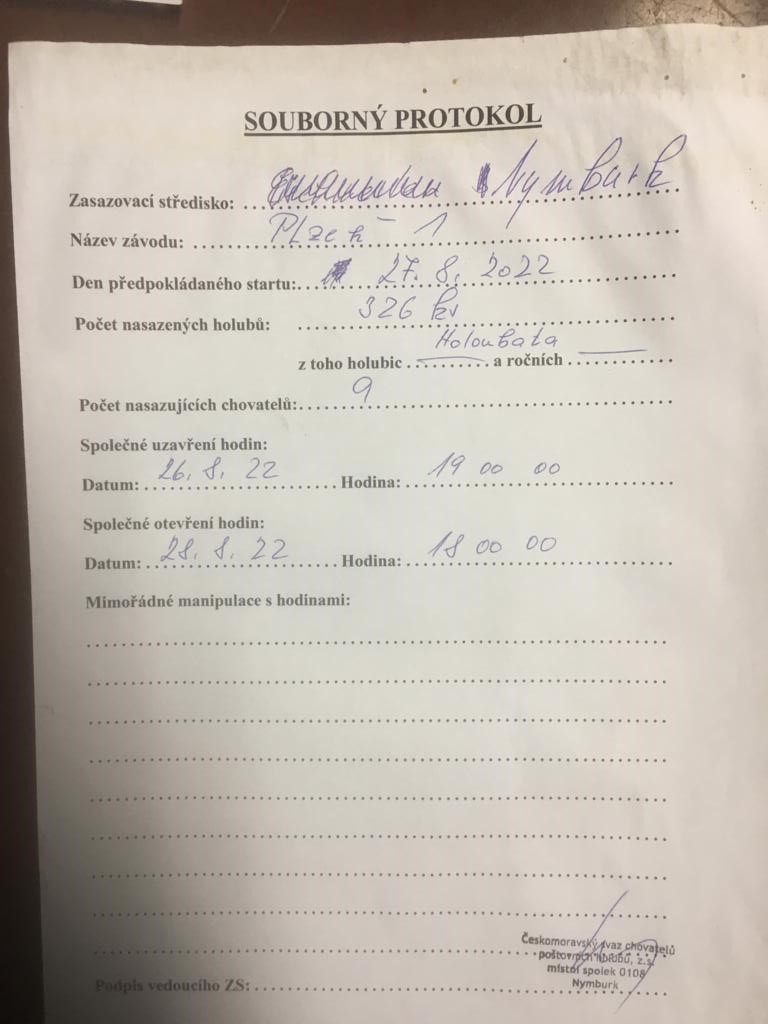 SOUBORNÝ PROTOKOL
Zasazovací středisko: Nymburk
Název závodu: Plzeň - 1
Den předpokládaného startu: 27. 8. 2022
Počet nasazených holubů: 326 ks
Holoubata
z toho holubic a ročních
Počet nasazujících chovatelů: 9
Společné uzavření hodin:
Datum: 26. 8. 22 Hodina: 19 00 00
Společné otevření hodin:
Datum: 28. 8. 22 Hodina: 18 00 00
Mimořádné manipulace s hodinami:
Českomoravský svaz chovatelů
poštovních holubů, z.s.
místní spolek 0108
Nymburk
Podpis vedoucího ZS: